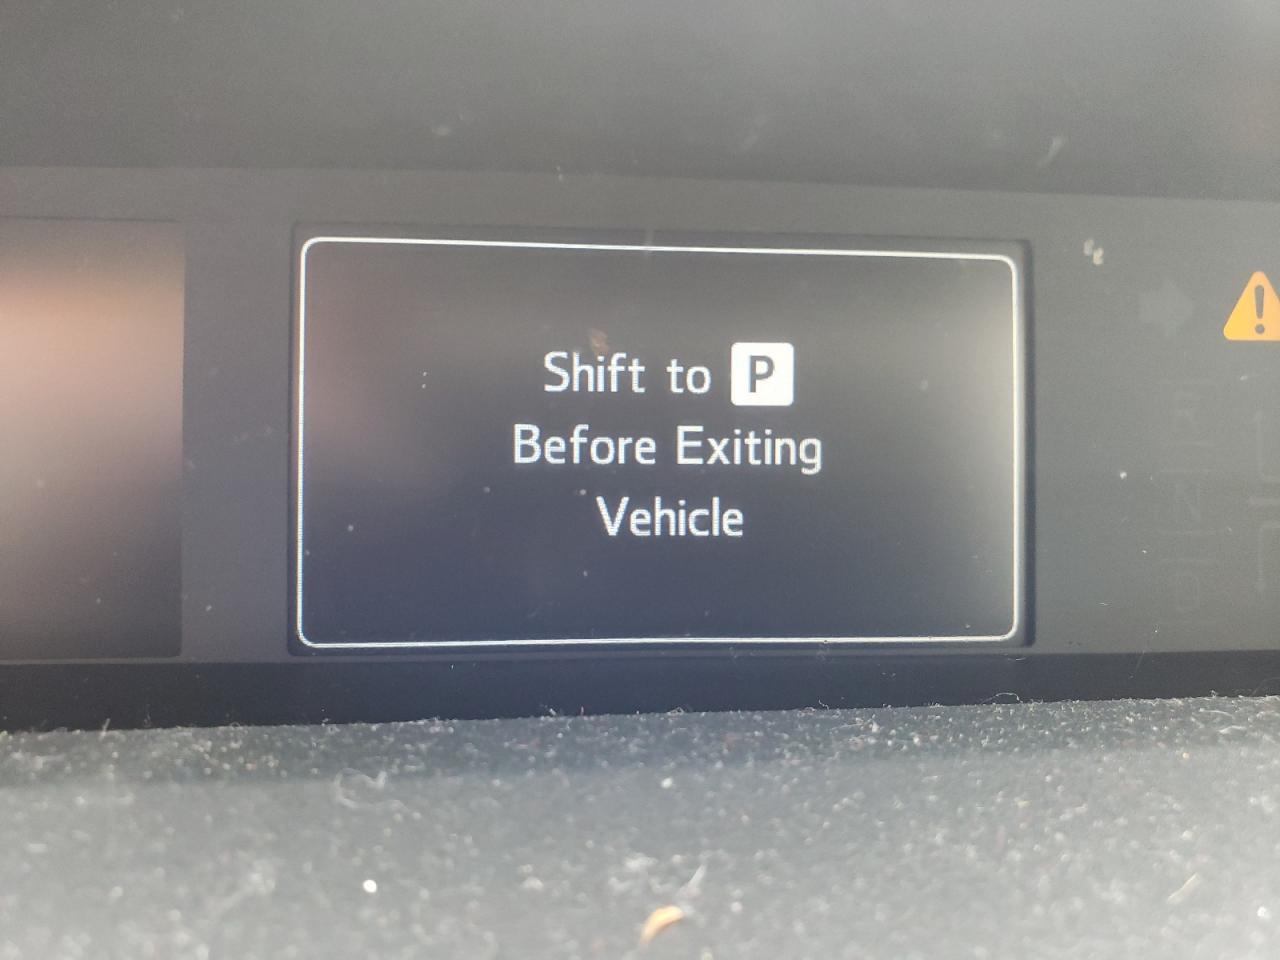 Shift to P
Before Exiting
Vehicle